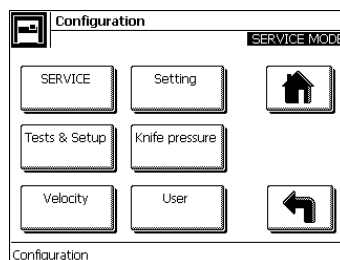 Configuration
SERVICE MODE
SERVICE
Setting
Tests & Setup
Knife pressure
Velocity
User
Configuration